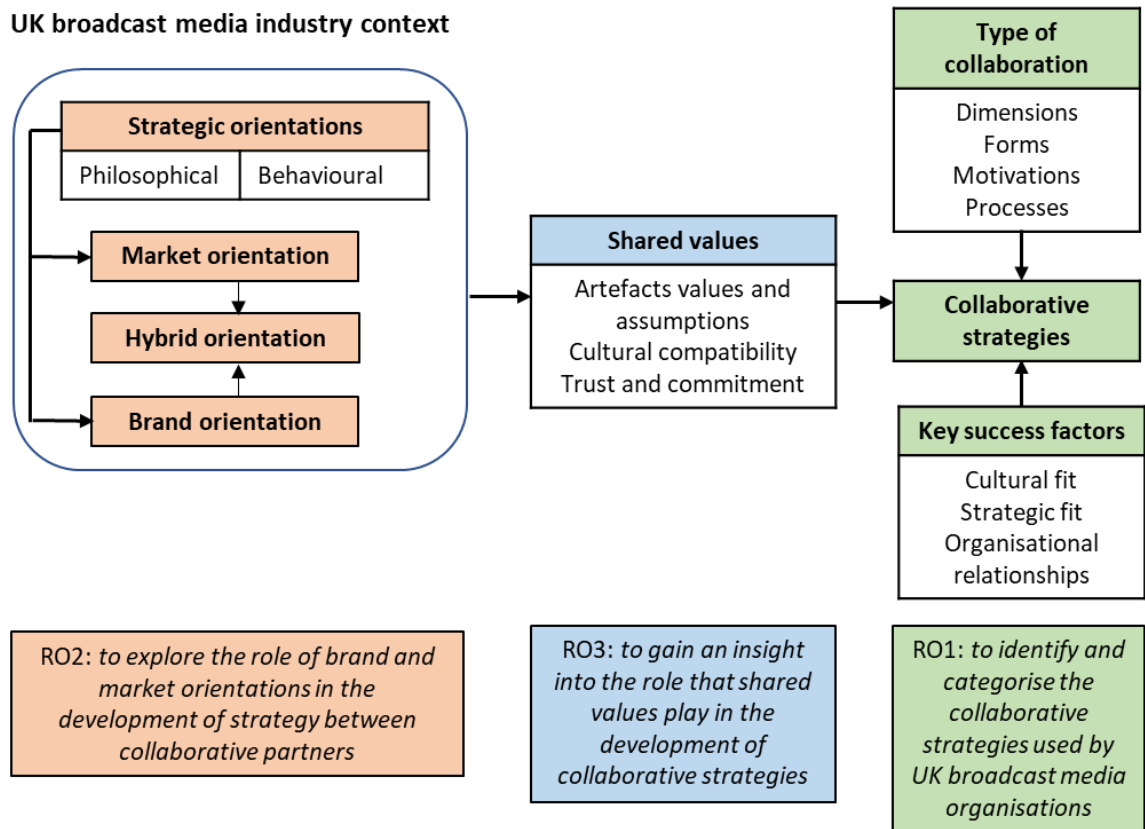 UK broadcast media industry context
Strategic orientations
Philosophical
Behavioural
Market orientation
Hybrid orientation
Brand orientation
Shared values
Artefacts values and
assumptions
Cultural compatibility
Trust and commitment
Type of
collaboration
Dimensions
Forms
Motivations
Processes
Collaborative
strategies
Key success factors
Cultural fit
Strategic fit
Organisational
relationships
RO2: to explore the role of brand and
market orientations in the
development of strategy between
collaborative partners
RO3: to gain an insight
into the role that shared
values play in the
development of
collaborative strategies
RO1: to identify and
categorise the
collaborative
strategies used by
UK broadcast media
organisations